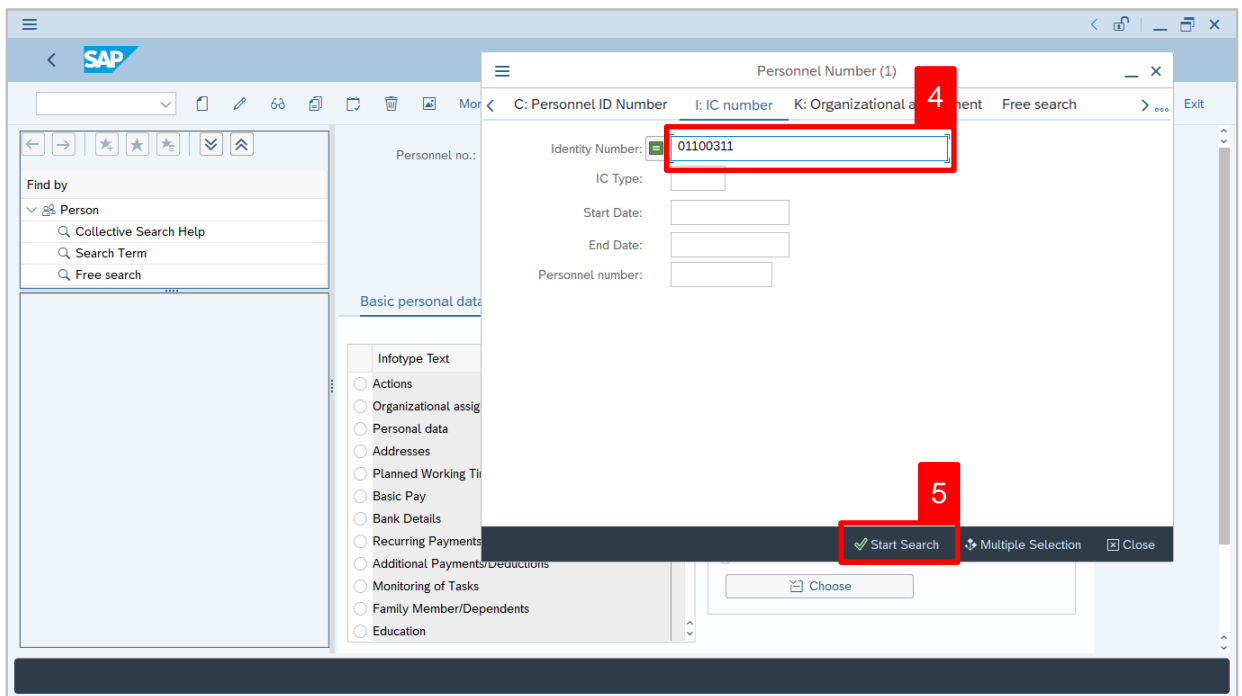 SAP
Personnel Number (1)
C: Personnel ID Number
I: IC number
K: Organizational a
ment
Free search
Exit
4
Identity Number:
01100311
Personnel no.:
IC Type:
Find by
Person
Start Date:
Collective Search Help
End Date:
Search Term
Free search
Personnel number:
Basic personal data
Infotype Text
Actions
Organizational assig
Personal data
Addresses
Planned Working Ti
Basic Pay
5
Bank Details
Recurring Payments
Start Search
Multiple Selection
Close
Additional Payments/Deductions
Monitoring of Tasks
Choose
Family Member/Dependents
Education